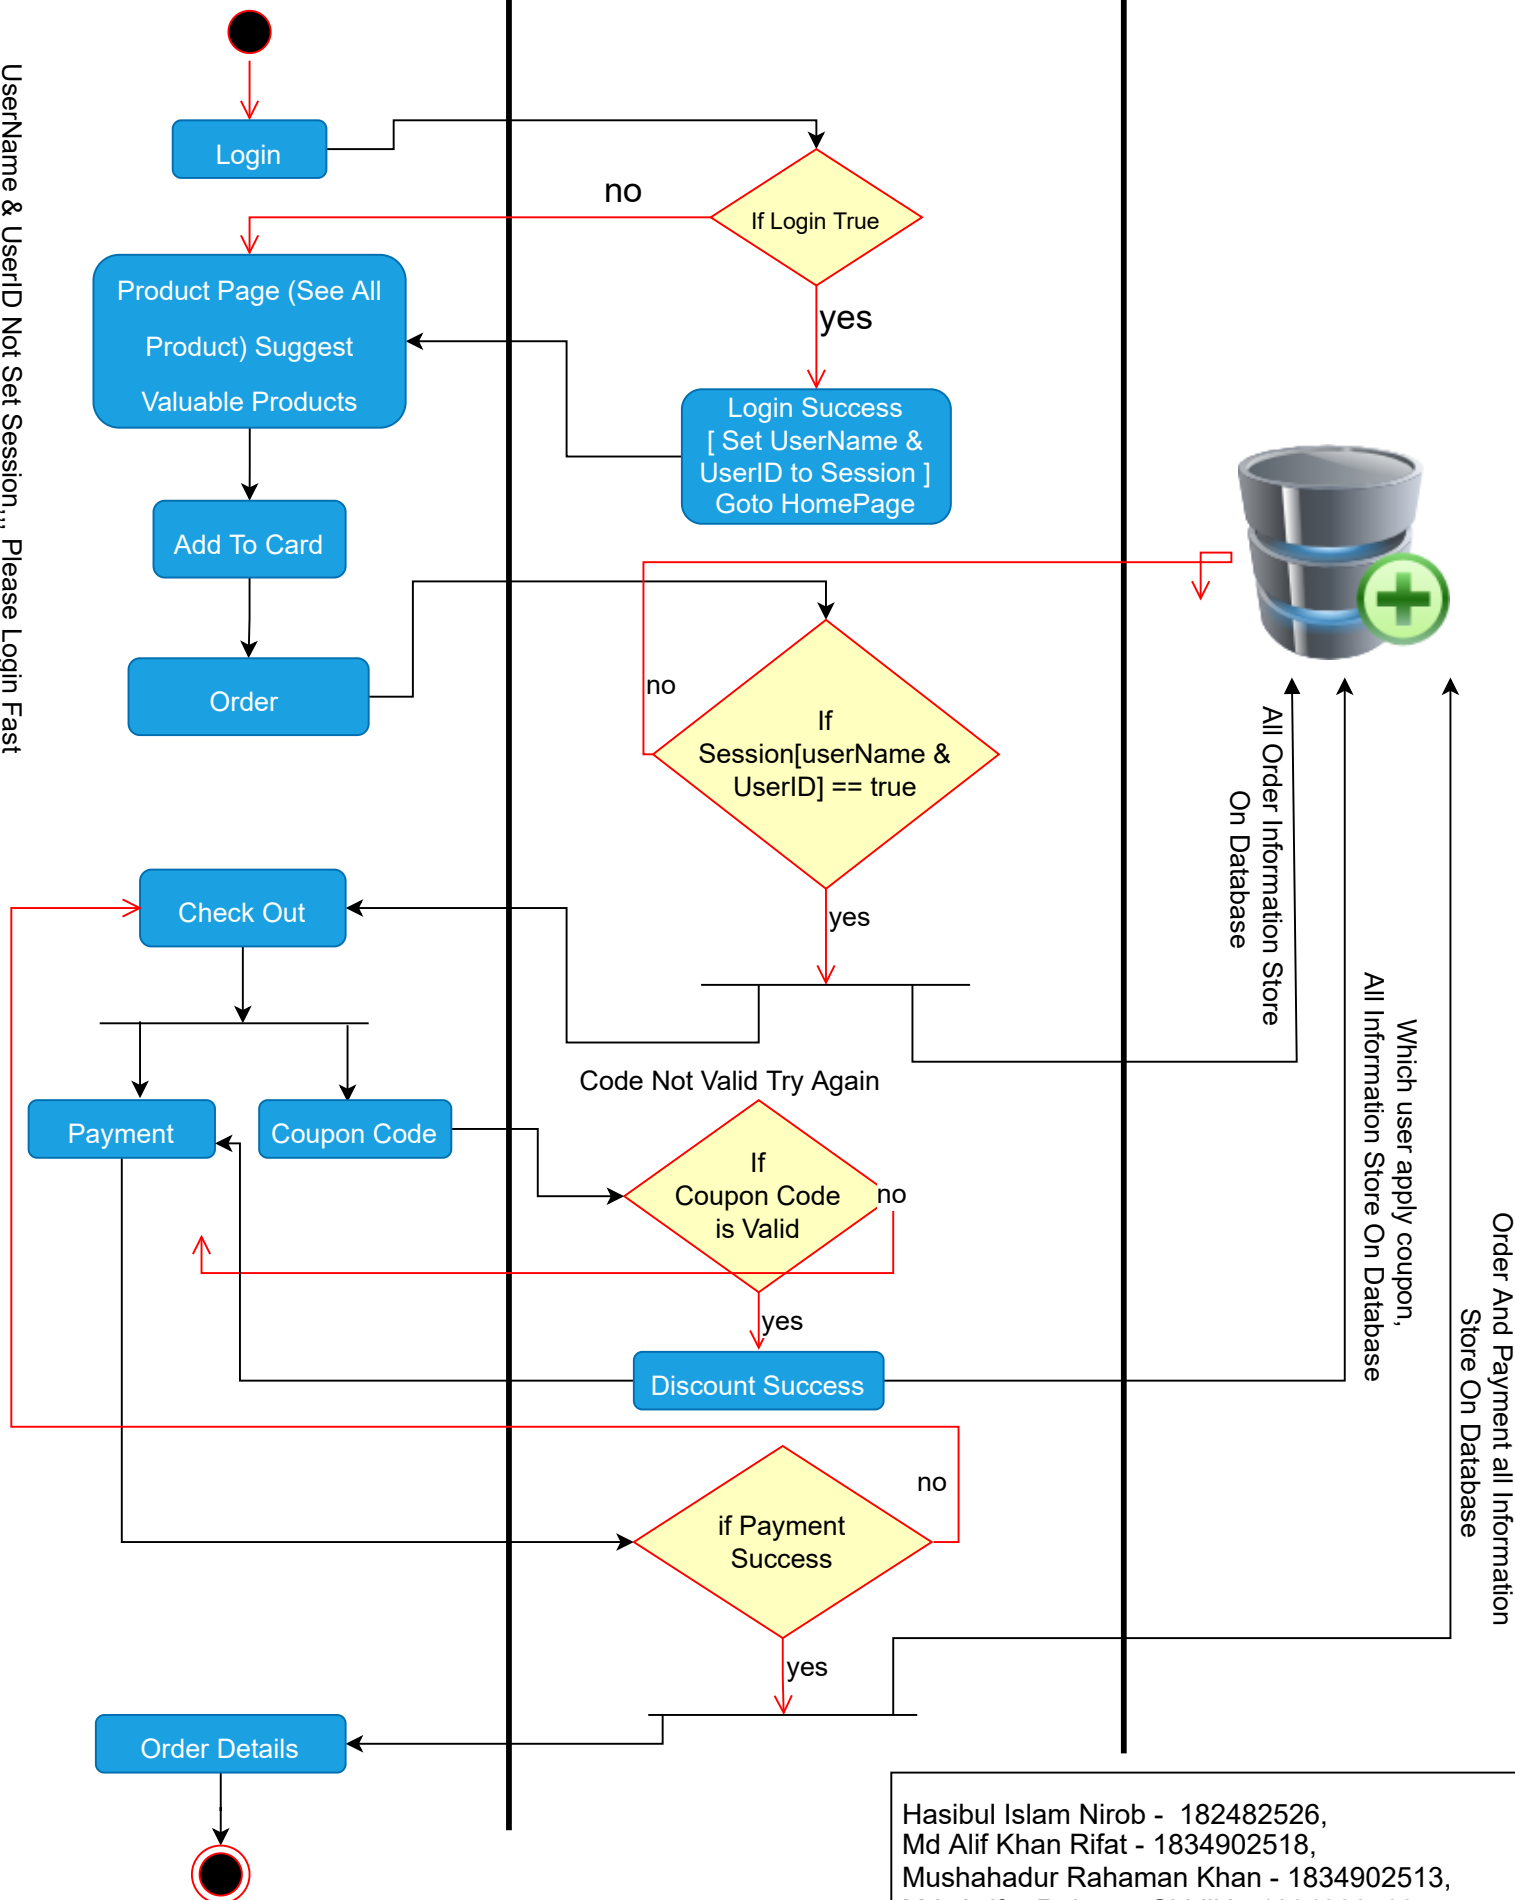 UserName & UserID Not Set Session,,, Please Login Fast
Login
no
If Login True
yes
Product Page (See All
Product) Suggest
Valuable Products
Login Success
[ Set UserName &
UserID to Session ]
Goto HomePage
Add To Card
Order
no
If
Session[userName &
UserID] == true
yes
All Order Information Store
On Database
Check Out
Which user apply coupon,
All Information Store On Database
Code Not Valid Try Again
Payment
Coupon Code
If
Coupon Code
is Valid
no
yes
Discount Success
Order And Payment all Information
Store On Database
no
if Payment
Success
yes
Order Details
Hasibul Islam Nirob - 182482526,
Md Alif Khan Rifat - 1834902518,
Mushahadur Rahaman Khan - 1834902513,